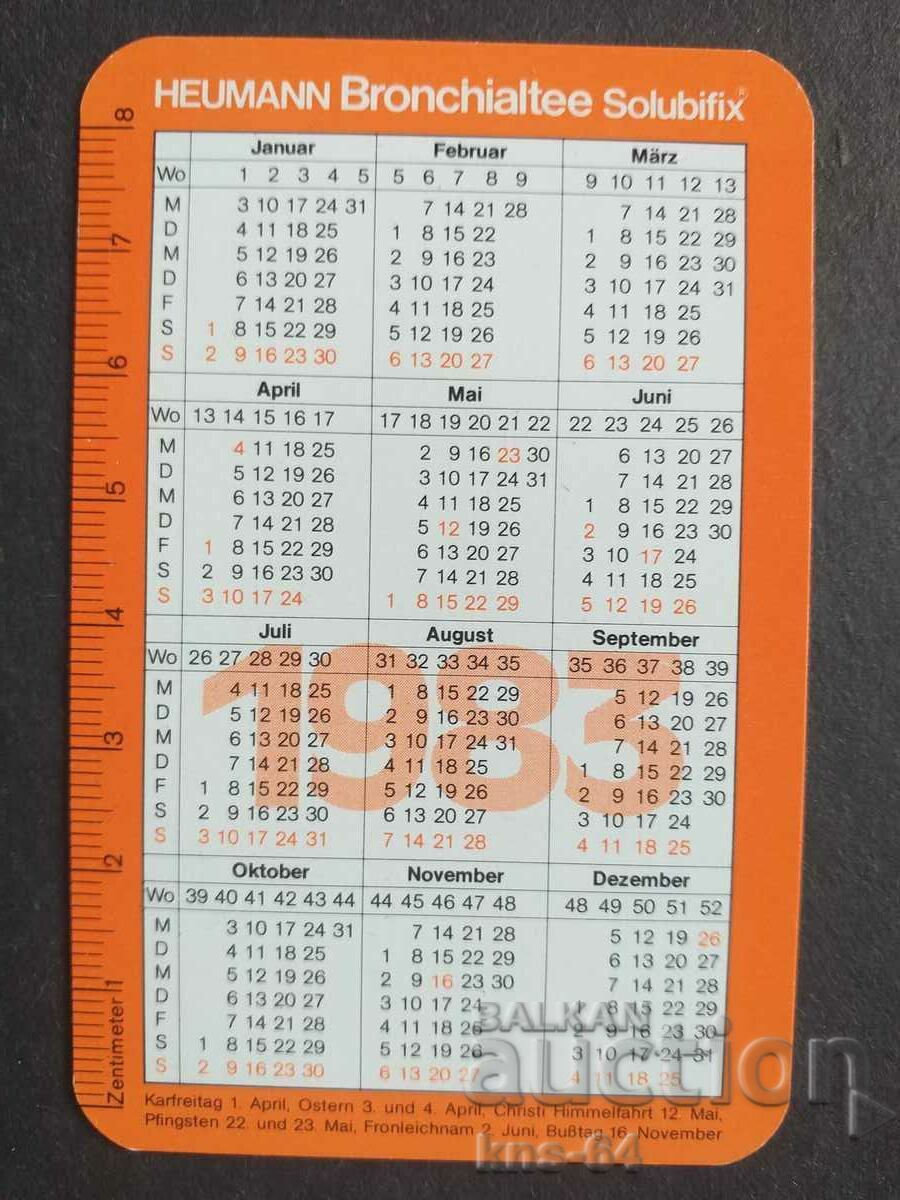 HEUMANN Bronchialtee Solubifix®
Januar Februar März
Wo 1 2 3 4 5 5 6 7 8 9 9 10 11 12 13
M 3 10 17 24 31 7 14 21 28 7 14 21 28
D 4 11 18 25 1 8 15 22 1 8 15 22 29
M 5 12 19 26 2 9 16 23 2 9 16 23 30
D 6 13 20 27 3 10 17 24 3 10 17 24 31
F 7 14 21 28 4 11 18 25 4 11 18 25
S 1 8 15 22 29 5 12 19 26 5 12 19 26
S 2 9 16 23 30 6 13 20 27 6 13 20 27
April Mai Juni
Wo 13 14 15 16 17 17 18 19 20 21 22 22 23 24 25 26
M 4 11 18 25 2 9 16 23 30 6 13 20 27
D 5 12 19 26 3 10 17 24 31 7 14 21 28
M 6 13 20 27 4 11 18 25 1 8 15 22 29
D 7 14 21 28 5 12 19 26 2 9 16 23 30
F 1 8 15 22 29 6 13 20 27 3 10 17 24
S 2 9 16 23 30 7 14 21 28 4 11 18 25
S 3 10 17 24 1 8 15 22 29 5 12 19 26
Juli August September
Wo 26 27 28 29 30 31 32 33 34 35 35 36 37 38 39
M 4 11 18 25 1 8 15 22 29 5 12 19 26
D 5 12 19 26 2 9 16 23 30 6 13 20 27
M 6 13 20 27 3 10 17 24 31 7 14 21 28
D 7 14 21 28 4 11 18 25 1 8 15 22 29
F 1 8 15 22 29 5 12 19 26 2 9 16 23 30
S 2 9 16 23 30 6 13 20 27 3 10 17 24
S 3 10 17 24 31 7 14 21 28 4 11 18 25
1983
Oktober November Dezember
Wo 39 40 41 42 43 44 44 45 46 47 48 48 49 50 51 52
M 3 10 17 24 31 7 14 21 28 5 12 19 26
D 4 11 18 25 1 8 15 22 29 6 13 20 27
M 5 12 19 26 2 9 16 23 30 7 14 21 28
D 6 13 20 27 3 10 17 24 1 8 15 22 29
F 7 14 21 28 4 11 18 25 2 9 16 23 30
S 1 8 15 22 29 5 12 19 26 3 10 17 24 31
S 2 9 16 23 30 6 13 20 27 4 11 18 25
Karfreitag 1. April, Ostern 3. und 4. April, Christi Himmelfahrt 12. Mai,
Pfingsten 22. und 23. Mai, Fronleichnam 2. Juni, Bußtag 16. November
Zentimeter 1 2 3 4 5 6 7 8
BALKAN
auction
kns-64